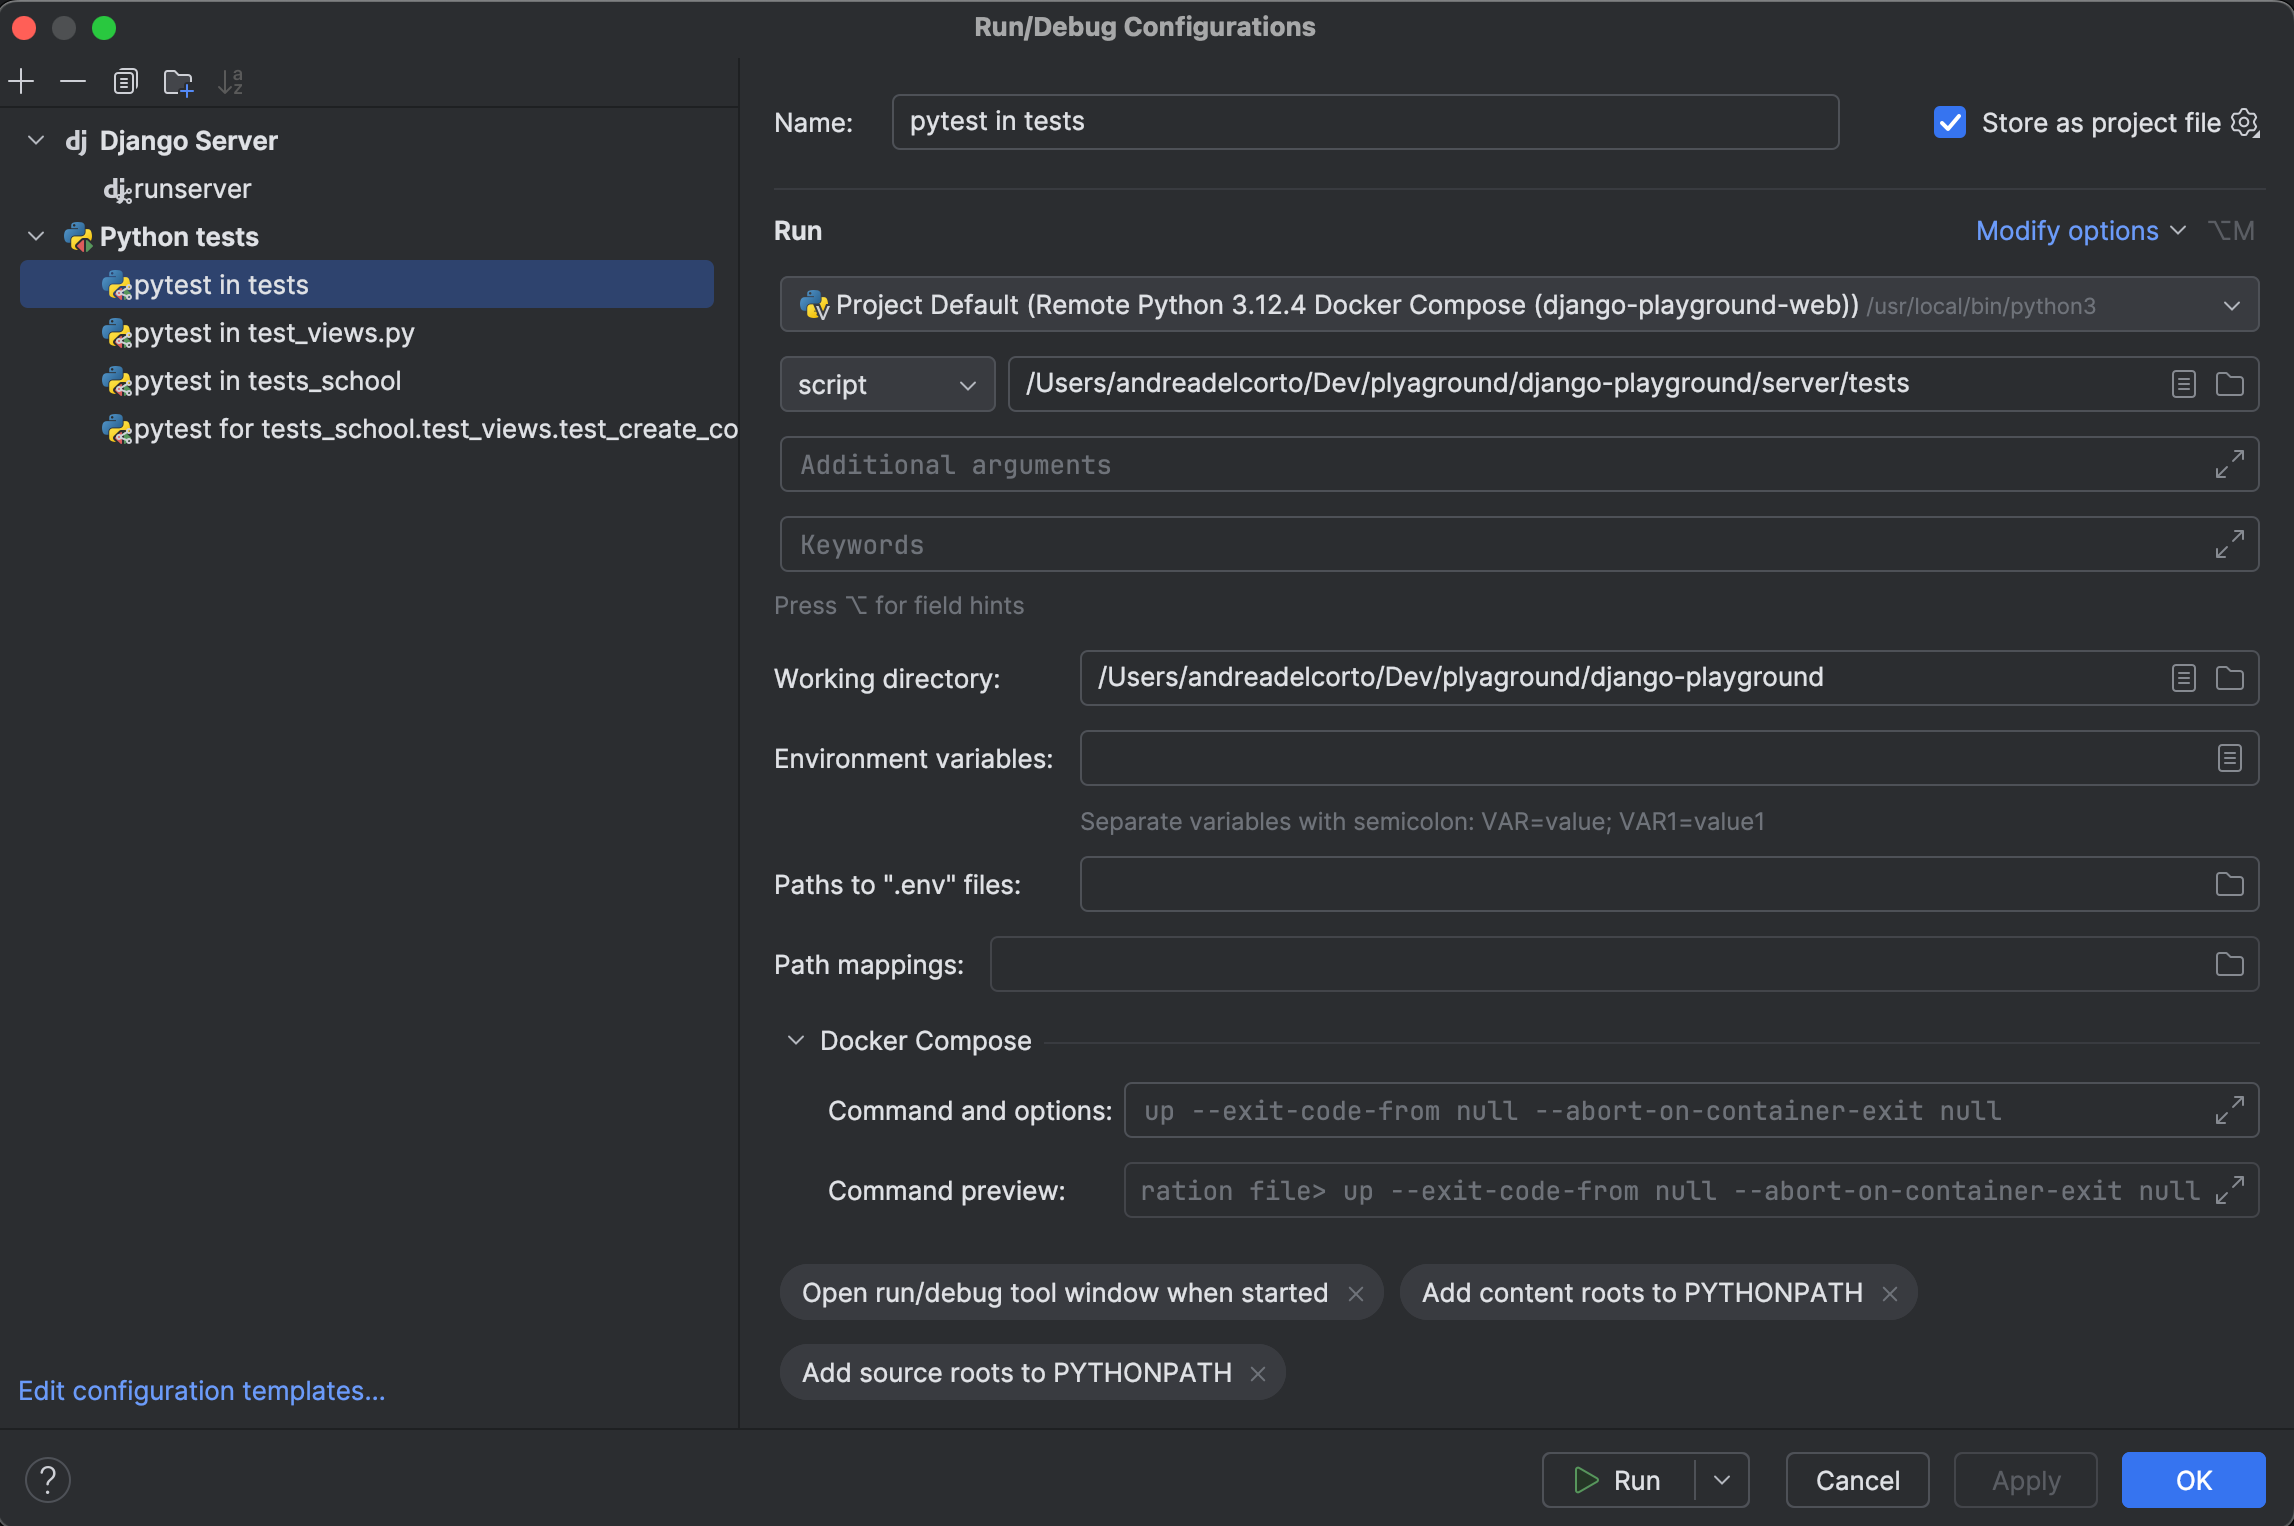 Run/Debug Configurations
Django Server
runserver
Python tests
pytest in tests
pytest in test_views.py
pytest in tests_school
pytest for tests_school.test_views.test_create_co
Edit configuration templates...
Name:
pytest in tests
Store as project file
Run
Modify options
⌥M
Project Default (Remote Python 3.12.4 Docker Compose (django-playground-web)) /usr/local/bin/python3
script
/Users/andreadelcorto/Dev/plyaground/django-playground/server/tests
Additional arguments
Keywords
Press ⌥ for field hints
Working directory:
/Users/andreadelcorto/Dev/plyaground/django-playground
Environment variables:
Separate variables with semicolon: VAR=value; VAR1=value1
Paths to ".env" files:
Path mappings:
Docker Compose
Command and options:
up --exit-code-from null --abort-on-container-exit null
Command preview:
ration file> up --exit-code-from null --abort-on-container-exit null
Open run/debug tool window when started
Add content roots to PYTHONPATH
Add source roots to PYTHONPATH
?
Run
Cancel
Apply
OK